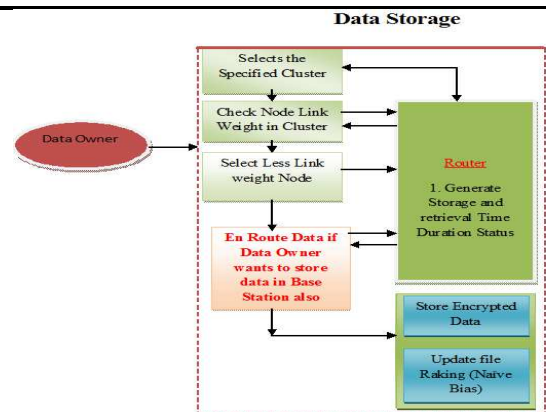 Data Storage
Selects the
Specified Cluster
Check Node Link
Weight in Cluster
Data Owner
Select Less Link
weight Node
Router
1. Generate
Storage and
retrieval Time
Duration Status
En Route Data if
Data Owner
wants to store
data in Base
Station also
Store Encrypted
Data
Update file
Raking (Naïve
Bias)